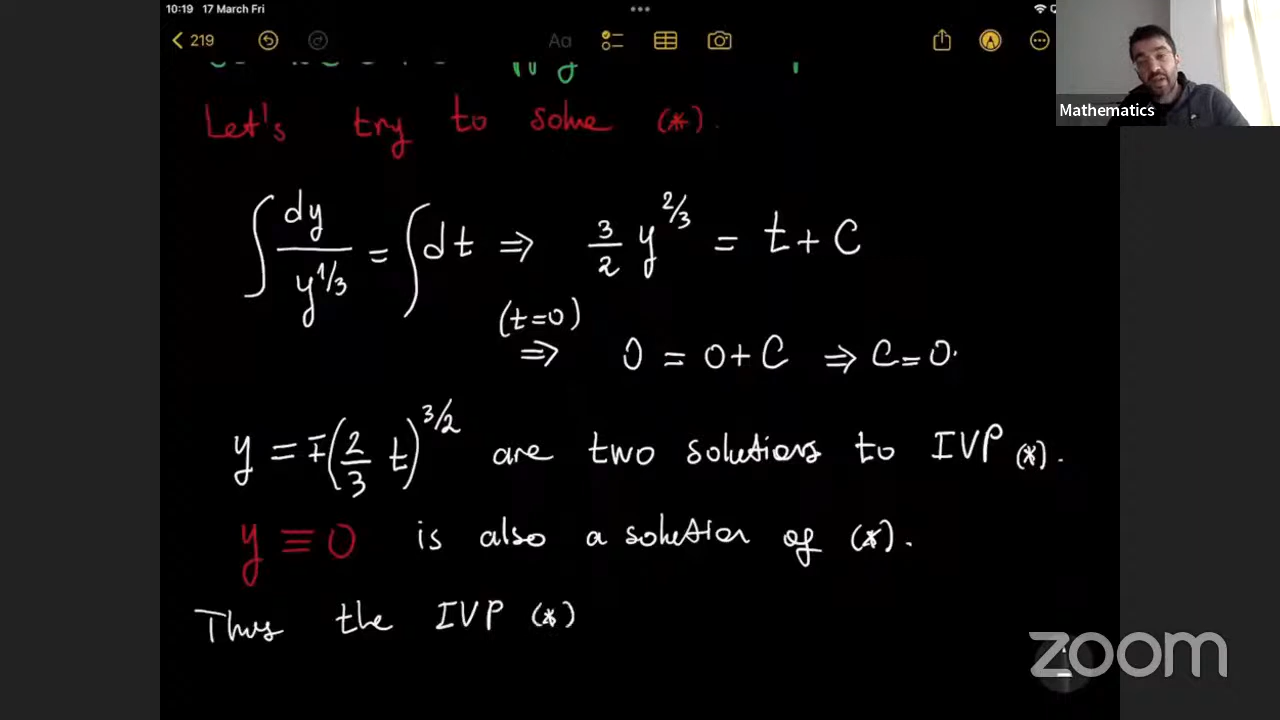 10:19 17 March Fri
219
Aa
Mathematics
Let's try to solve (*).
∫ dy/y^1/3 = ∫ dt ⇒ 3/2 y^2/3 = t + C
(t=0) ⇒ 0 = 0 + C ⇒ C = 0.
y = ∓(2/3 t)^3/2 are two solutions to IVP (*).
y ≡ 0 is also a solution of (*).
Thus the IVP (*)
zoom